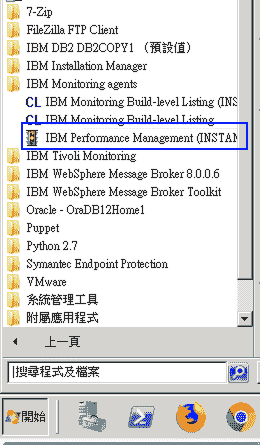 7-Zip
FileZilla FTP Client
IBM DB2 DB2COPY1 (預設值)
IBM Installation Manager
IBM Monitoring agents
CL IBM Monitoring Build-level Listing (INS
CL IBM Monitoring Build-level Listing
IBM Performance Management (INSTAN
IBM Tivoli Monitoring
IBM WebSphere Message Broker 8.0.0.6
IBM WebSphere Message Broker Toolkit
Oracle - OraDB12Home1
Puppet
Python 2.7
Symantec Endpoint Protection
VMware
系統管理工具
附屬應用程式
上一頁
搜尋程式及檔案
開始